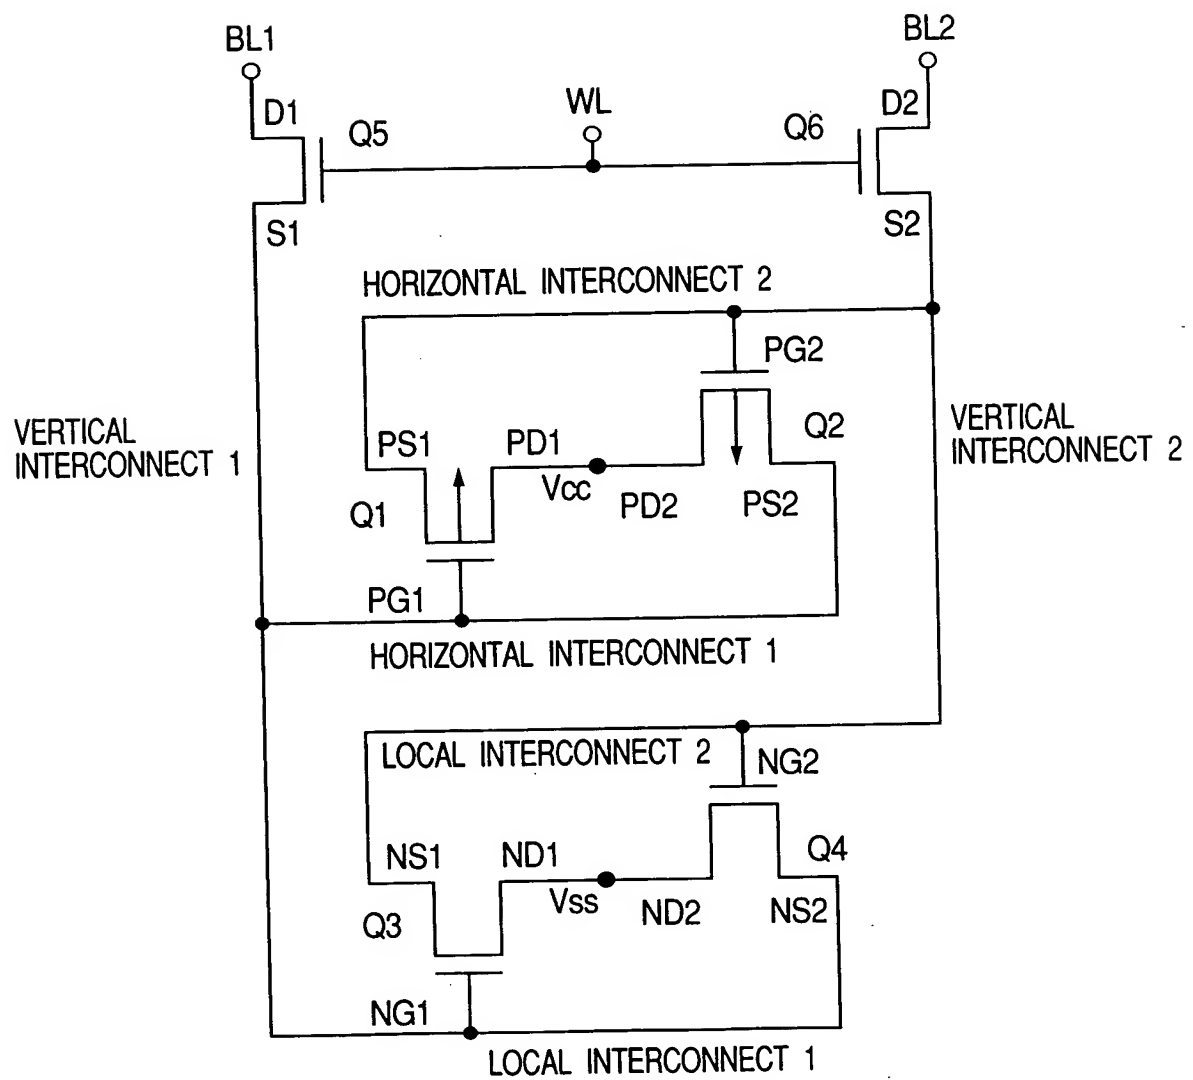 BL1
BL2
WL
D1
Q5
Q6
D2
S1
S2
HORIZONTAL INTERCONNECT 2
PG2
VERTICAL
INTERCONNECT 1
PS1
PD1
Q2
VERTICAL
INTERCONNECT 2
Vcc
Q1
PD2
PS2
PG1
HORIZONTAL INTERCONNECT 1
LOCAL INTERCONNECT 2
NG2
NS1
ND1
Q4
Vss
Q3
ND2
NS2
NG1
LOCAL INTERCONNECT 1